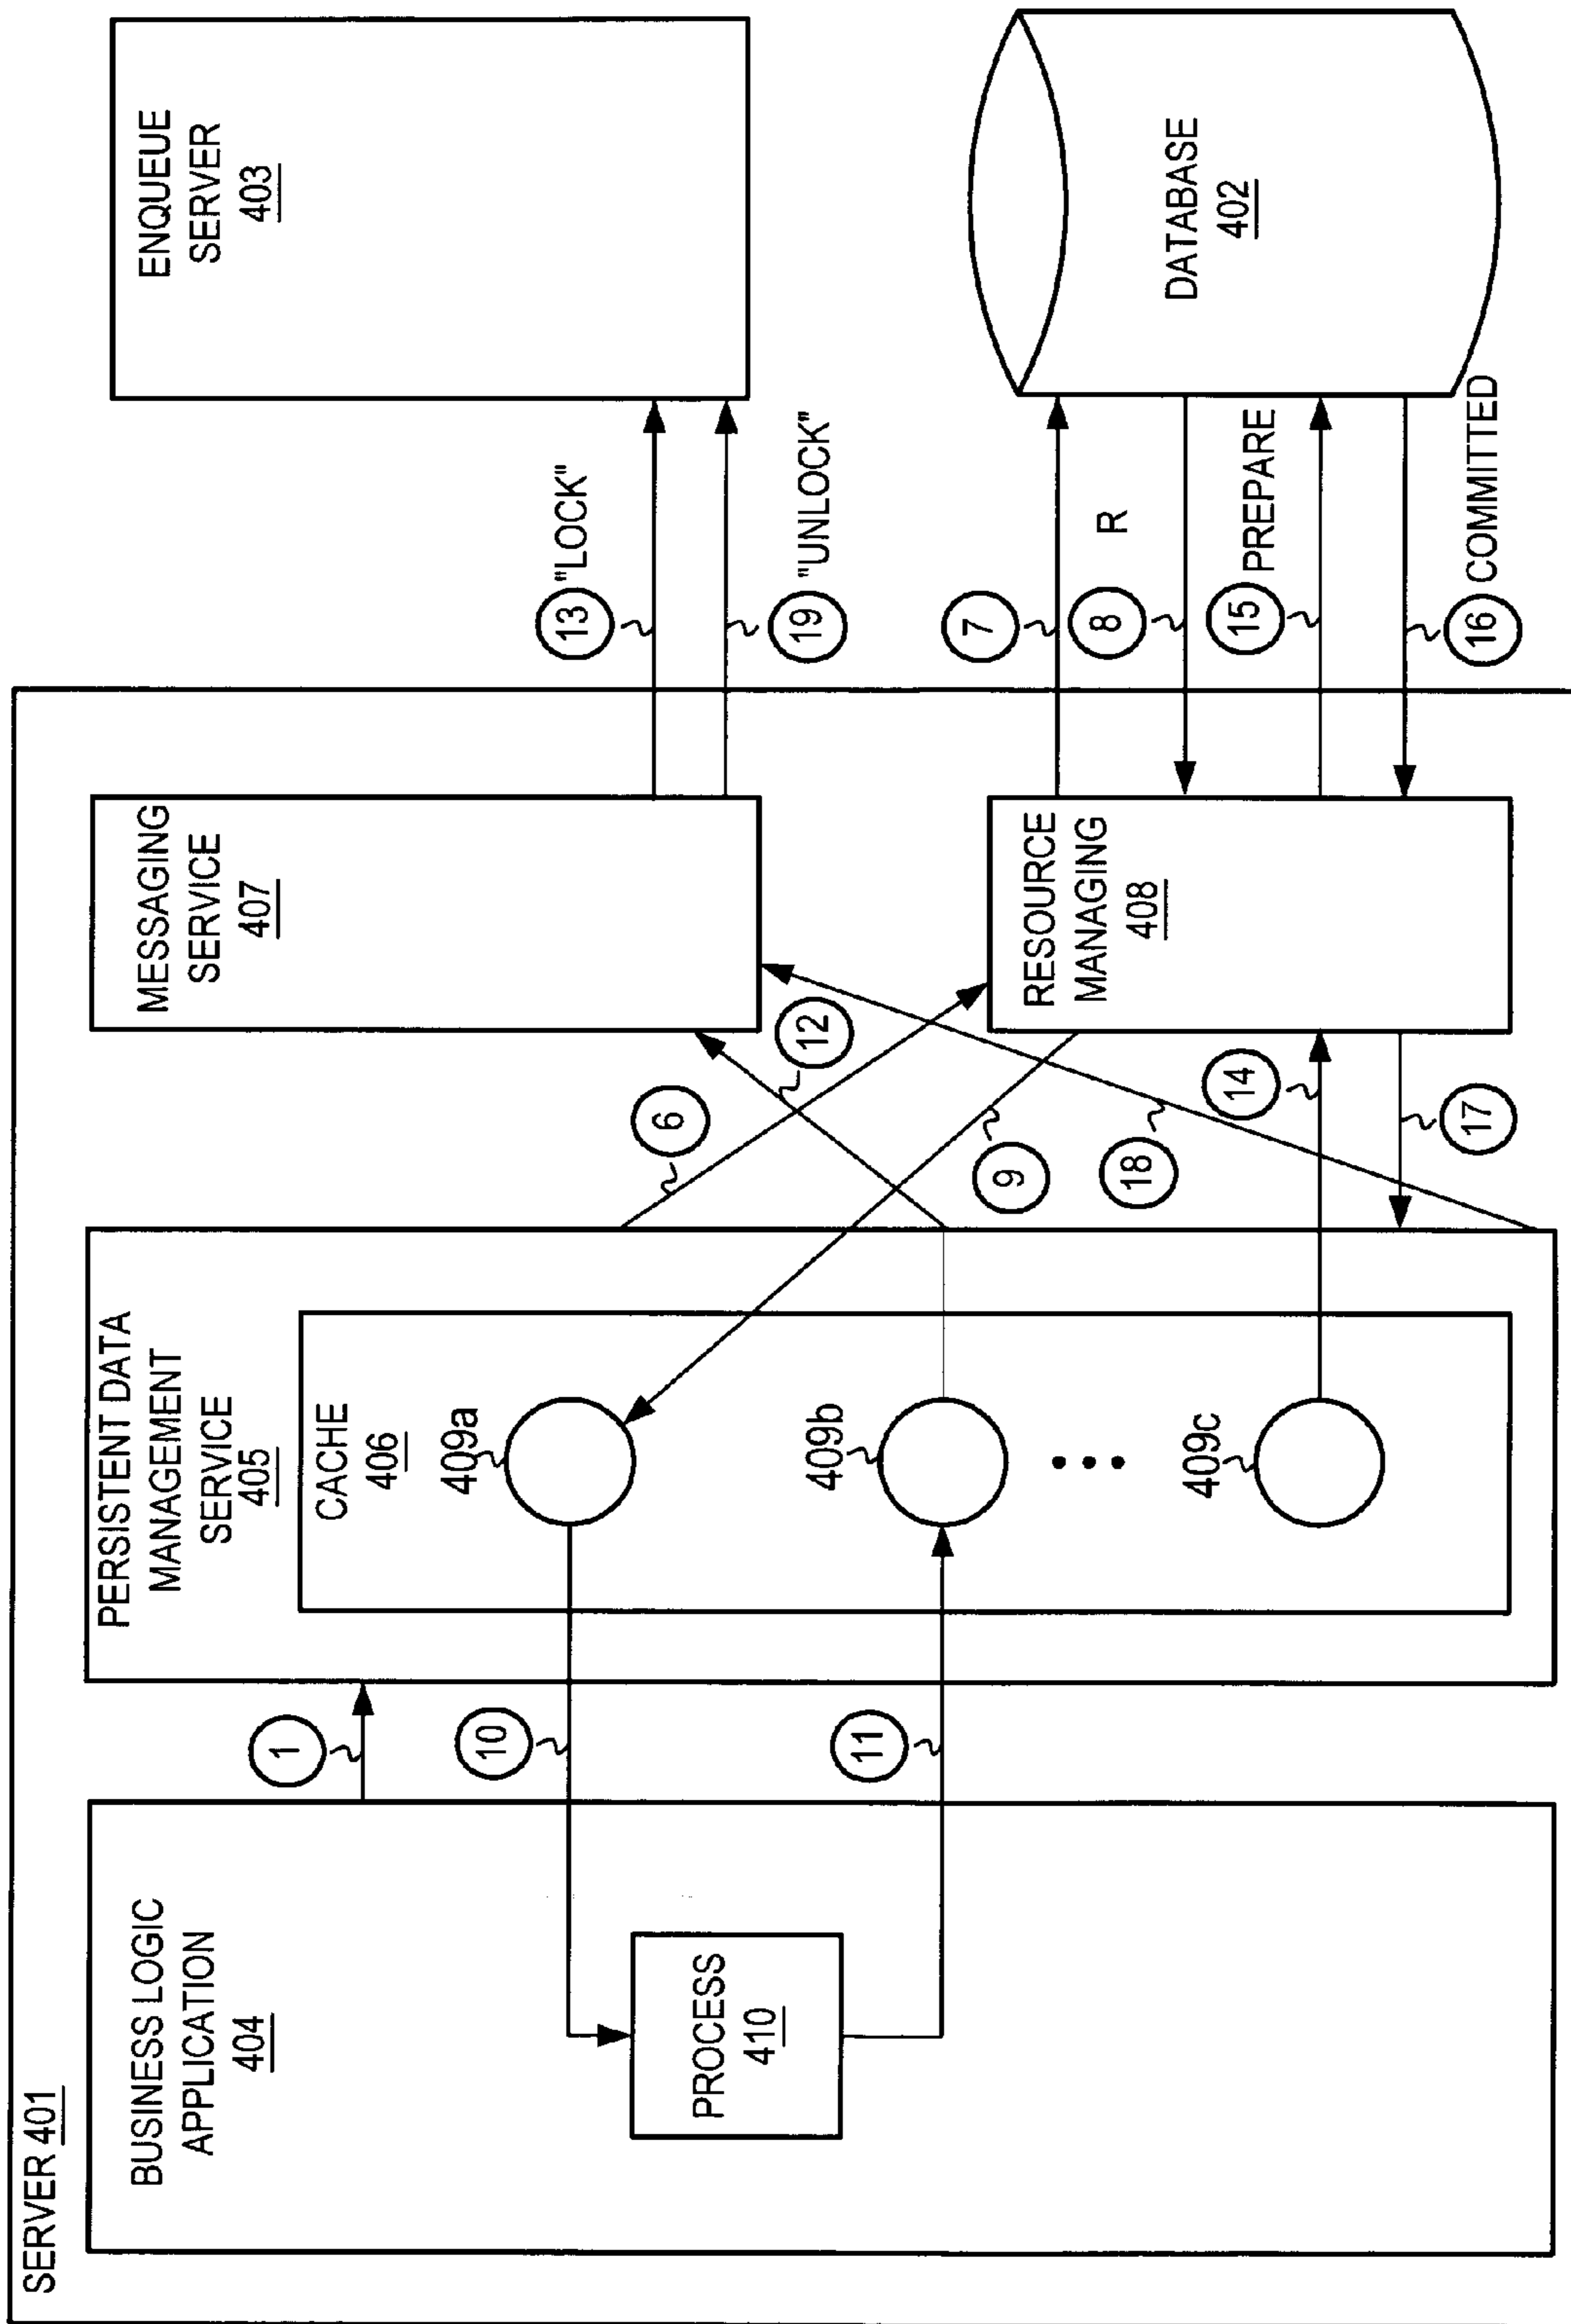 SERVER 401
BUSINESS LOGIC
APPLICATION
404
PROCESS
410
1
10
11
PERSISTENT DATA
MANAGEMENT
SERVICE
405
CACHE
406
409a
409b
409c
6
12
9
18
14
17
MESSAGING
SERVICE
407
RESOURCE
MANAGING
408
13 "LOCK"
19 "UNLOCK"
7
8 R
15 PREPARE
16 COMMITTED
ENQUEUE
SERVER
403
DATABASE
402